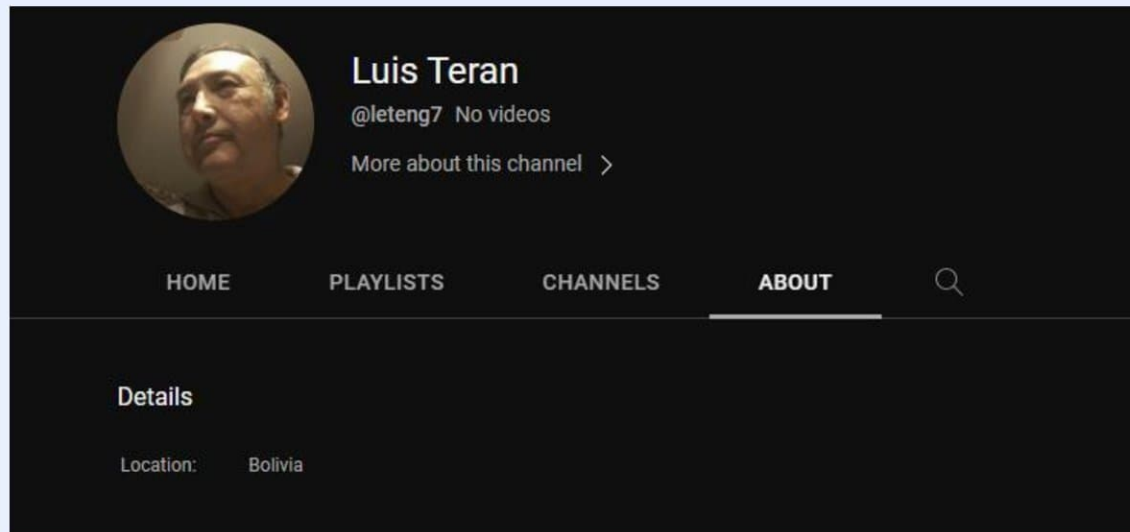 Luis Teran
@leteng7 No videos
More about this channel >
HOME PLAYLISTS CHANNELS ABOUT
Details
Location: Bolivia